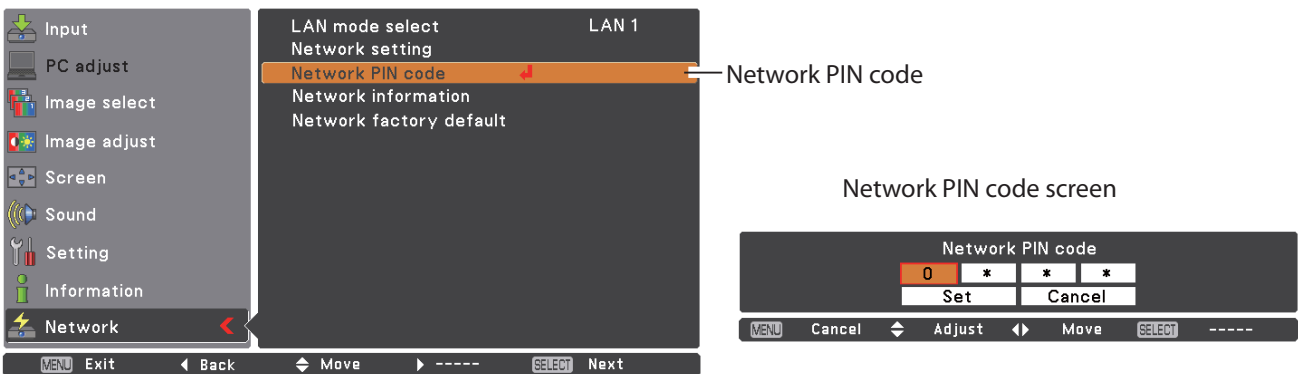 Input
PC adjust
Image select
Image adjust
Screen
Sound
Setting
Information
Network
LAN mode select LAN 1
Network setting
Network PIN code
Network information
Network factory default
MENU Exit Back Move ----- SELECT Next
Network PIN code
Network PIN code screen
Network PIN code
0 * * *
Set Cancel
MENU Cancel Adjust Move SELECT -----